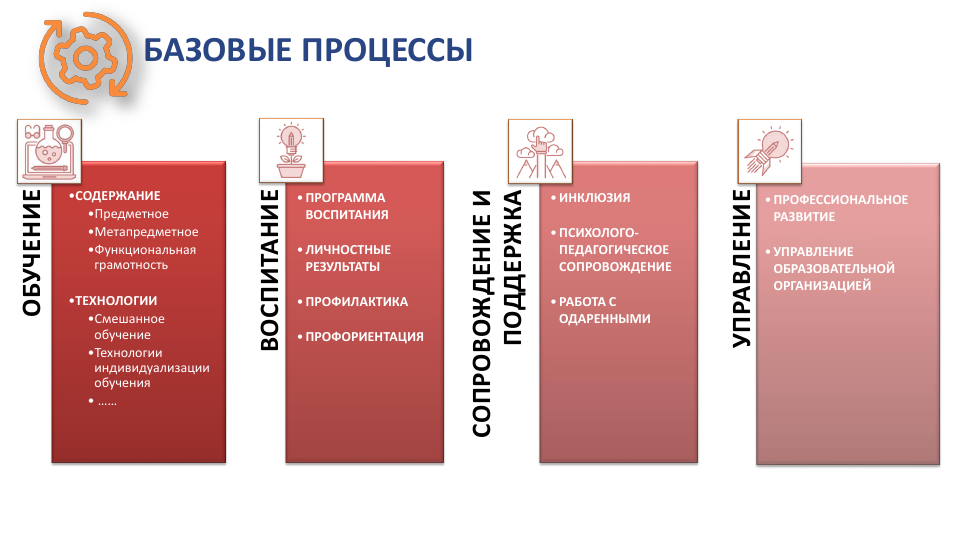 БАЗОВЫЕ ПРОЦЕССЫ
ОБУЧЕНИЕ
•СОДЕРЖАНИЕ
•Предметное
•Метапредметное
•Функциональная
грамотность
•ТЕХНОЛОГИИ
•Смешанное
обучение
•Технологии
индивидуализации
обучения
• ......
ВОСПИТАНИЕ
• ПРОГРАММА
ВОСПИТАНИЯ
• ЛИЧНОСТНЫЕ
РЕЗУЛЬТАТЫ
• ПРОФИЛАКТИКА
• ПРОФОРИЕНТАЦИЯ
СОПРОВОЖДЕНИЕ И
ПОДДЕРЖКА
• ИНКЛЮЗИЯ
• ПСИХОЛОГО-
ПЕДАГОГИЧЕСКОЕ
СОПРОВОЖДЕНИЕ
• РАБОТА С
ОДАРЕННЫМИ
УПРАВЛЕНИЕ
• ПРОФЕССИОНАЛЬНОЕ
РАЗВИТИЕ
• УПРАВЛЕНИЕ
ОБРАЗОВАТЕЛЬНОЙ
ОРГАНИЗАЦИЕЙ